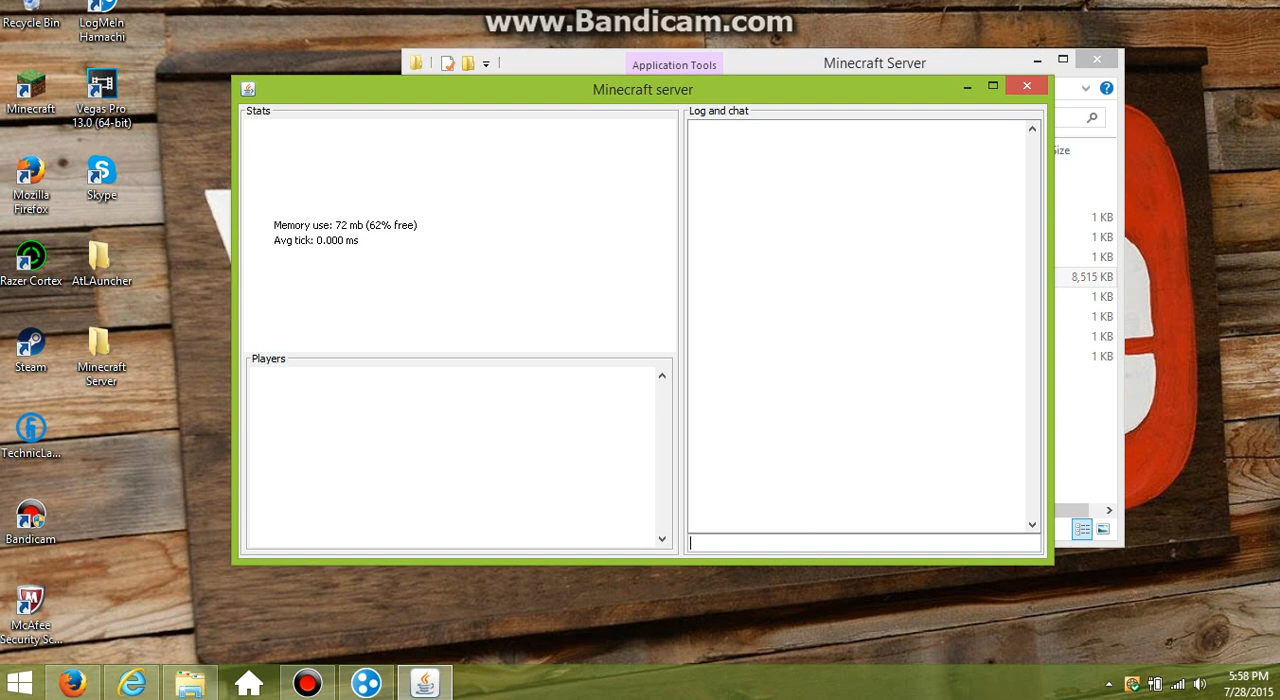 www.Bandicam.com
Recycle Bin
LogMeIn
Hamachi
Minecraft
Vegas Pro
13.0 (64-bit)
Mozilla
Firefox
Skype
Razer Cortex
AtLAuncher
Steam
Minecraft
Server
TechnicLa...
Bandicam
McAfee
Security Sc...
Application Tools
Minecraft Server
Minecraft server
Stats
Memory use: 72 mb (62% free)
Avg tick: 0.000 ms
Players
Log and chat
Size
1 KB
1 KB
1 KB
8,515 KB
1 KB
1 KB
1 KB
1 KB
5:58 PM
7/28/2015